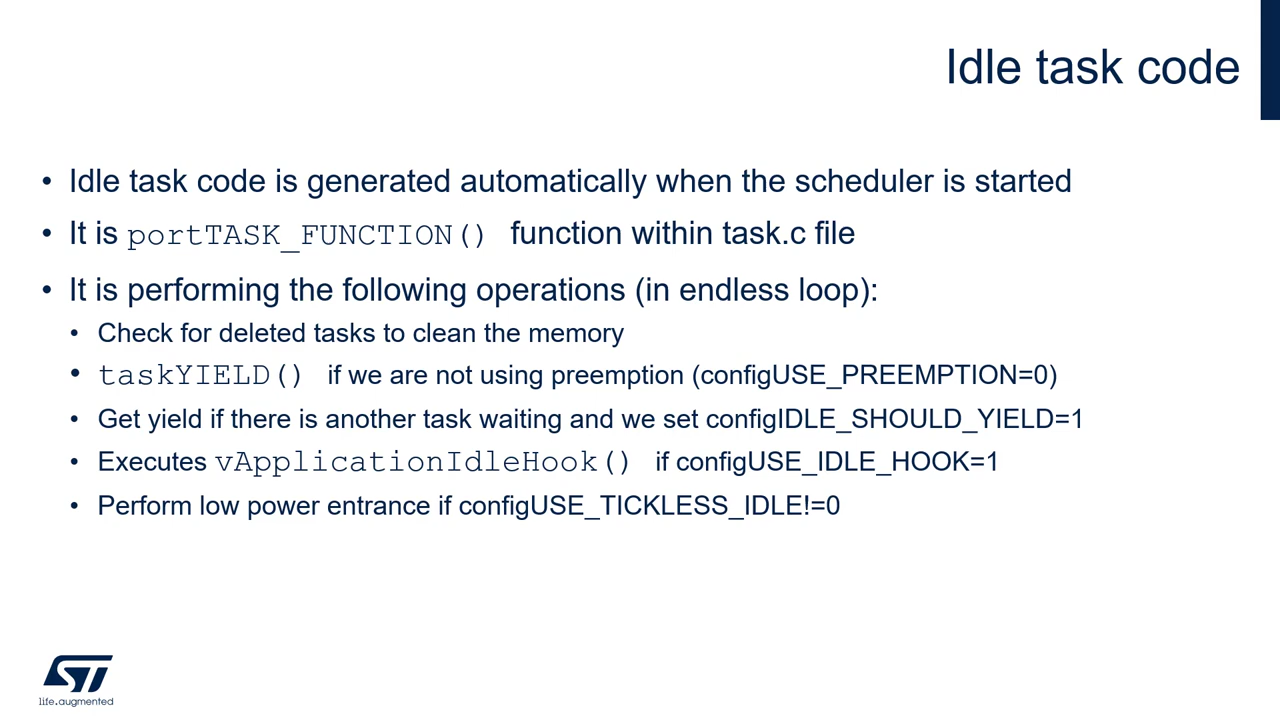 Idle task code
• Idle task code is generated automatically when the scheduler is started
• It is portTASK_FUNCTION() function within task.c file
• It is performing the following operations (in endless loop):
• Check for deleted tasks to clean the memory
• taskYIELD() if we are not using preemption (configUSE_PREEMPTION=0)
• Get yield if there is another task waiting and we set configIDLE_SHOULD_YIELD=1
• Executes vApplicationIdleHook() if configUSE_IDLE_HOOK=1
• Perform low power entrance if configUSE_TICKLESS_IDLE!=0
ST
life.augmented